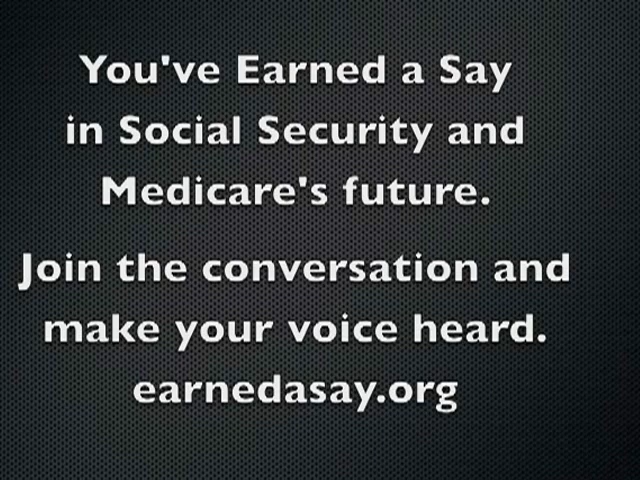 You've Earned a Say
in Social Security and
Medicare's future.
Join the conversation and
make your voice heard.
earnedasay.org